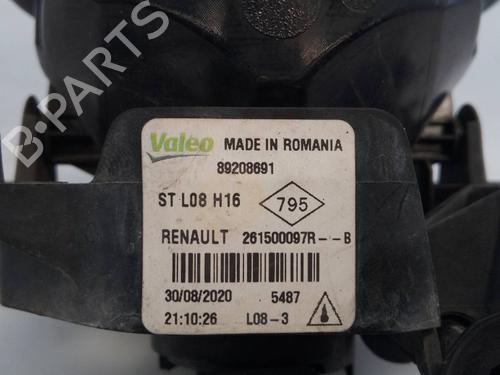 B-PARTS
Valeo MADE IN ROMANIA
89208691
ST L08 H16 795
RENAULT 261500097R--B
30/08/2020 5487
21:10:26 L08-3